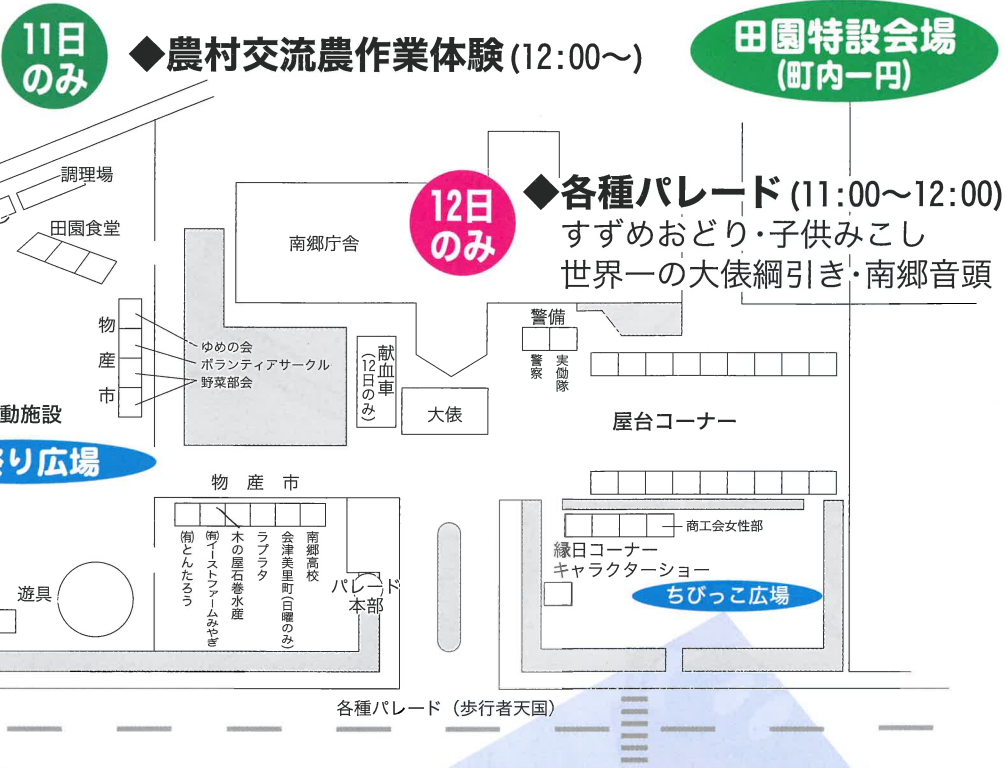 11日
のみ
◆農村交流農作業体験(12:00〜)
田園特設会場
(町内一円)
12日
のみ
◆各種パレード(11:00〜12:00)
すずめおどり・子供みこし
世界一の大俵綱引き・南郷音頭
調理場
田園食堂
南郷庁舎
物産市
ゆめの会
ボランティアサークル
野菜部会
献血車
(12日のみ)
大俵
警備
警察
実働隊
屋台コーナー
動施設
り広場
物産市
㈲とんたろう
㈲イーストファームみやぎ
木の屋石巻水産
ラプラタ
会津美里町(日曜のみ)
南郷高校
パレード
本部
遊具
商工会女性部
縁日コーナー
キャラクターショー
ちびっこ広場
各種パレード（歩行者天国）